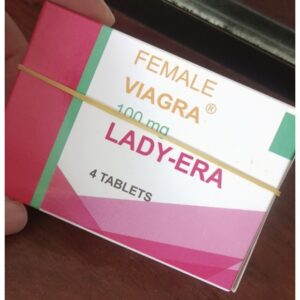 FEMALE
VIAGRA®
100 mg
LADY-ERA
4 TABLETS